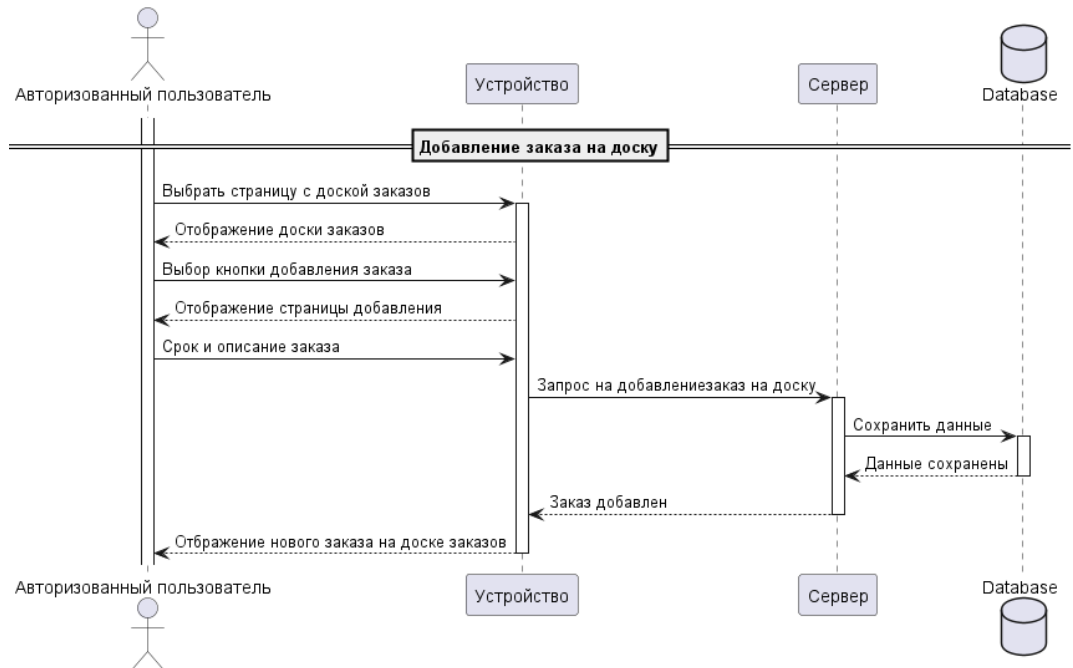 Авторизованный пользователь
Устройство
Сервер
Database
Добавление заказа на доску
Выбрать страницу с доской заказов
Отображение доски заказов
Выбор кнопки добавления заказа
Отображение страницы добавления
Срок и описание заказа
Запрос на добавлениезаказ на доску
Сохранить данные
Данные сохранены
Заказ добавлен
Отбражение нового заказа на доске заказов
Авторизованный пользователь
Устройство
Сервер
Database